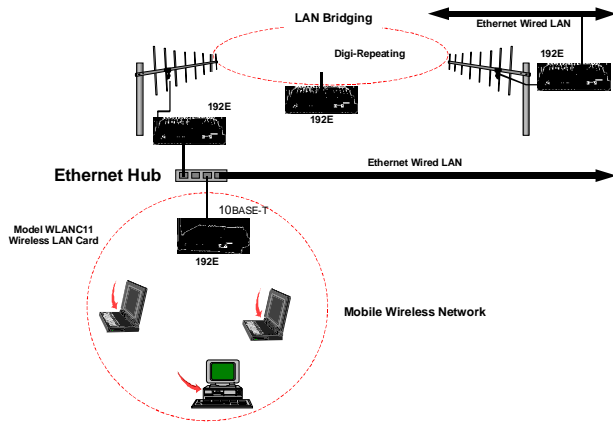 LAN Bridging
Ethernet Wired LAN
Digi-Repeating
192E
192E
192E
Ethernet Hub
Ethernet Wired LAN
10BASE-T
Model WLANC11
Wireless LAN Card
192E
Mobile Wireless Network